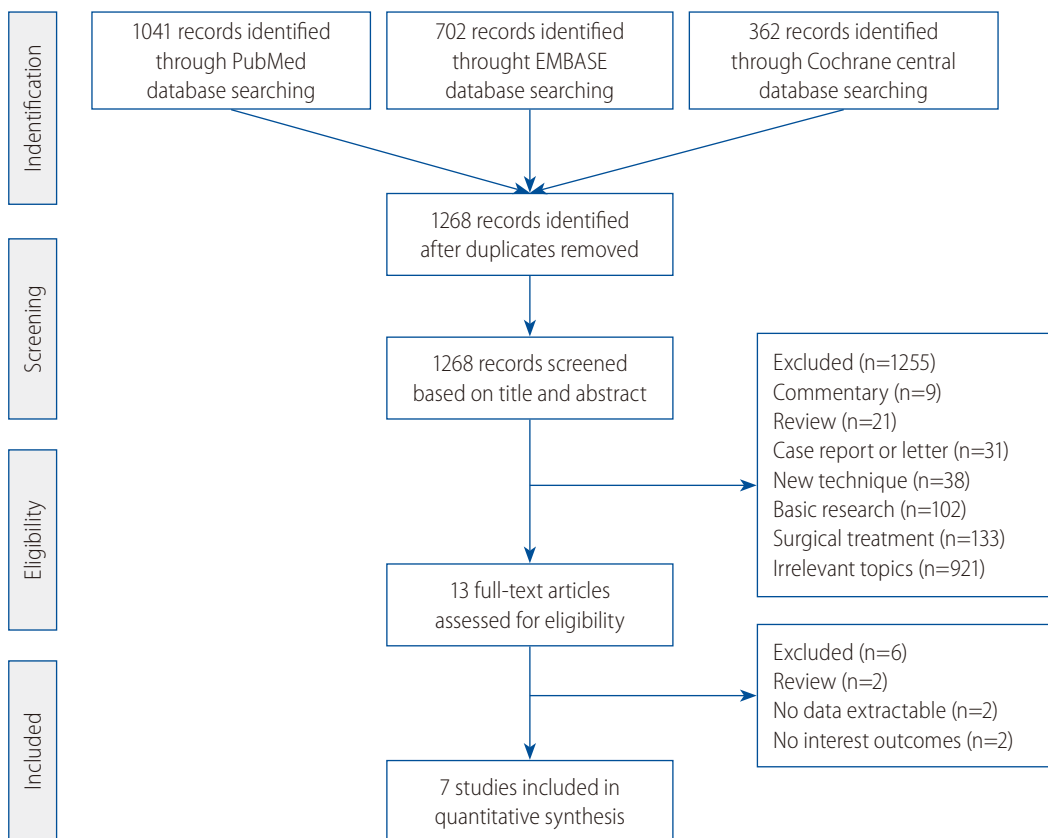 Indentification
1041 records identified
through PubMed
database searching
702 records identified
throught EMBASE
database searching
362 records identified
through Cochrane central
database searching
1268 records identified
after duplicates removed
Screening
1268 records screened
based on title and abstract
Excluded (n=1255)
Commentary (n=9)
Review (n=21)
Case report or letter (n=31)
New technique (n=38)
Basic research (n=102)
Surgical treatment (n=133)
Irrelevant topics (n=921)
Eligibility
13 full-text articles
assessed for eligibility
Excluded (n=6)
Review (n=2)
No data extractable (n=2)
No interest outcomes (n=2)
Included
7 studies included in
quantitative synthesis